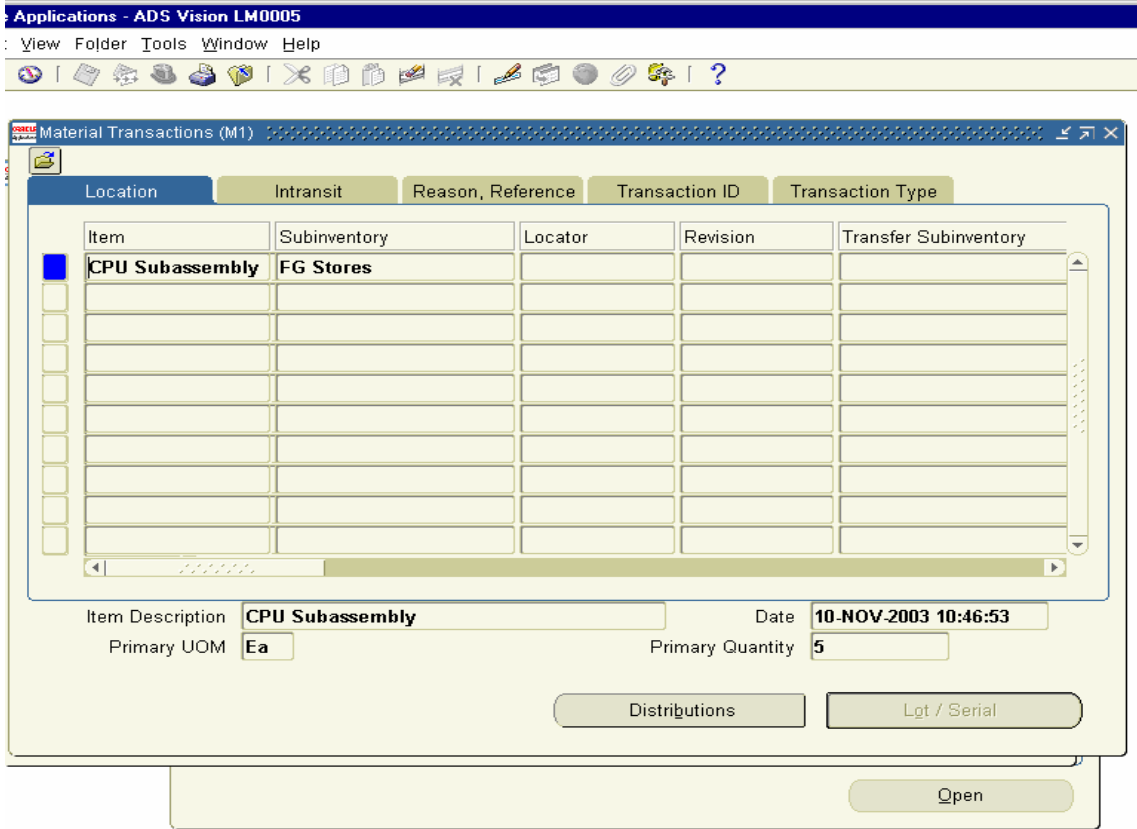 Applications - ADS Vision LM0005
View Folder Tools Window Help
?
Material Transactions (M1)
Location Intransit Reason, Reference Transaction ID Transaction Type
Item Subinventory Locator Revision Transfer Subinventory
CPU Subassembly FG Stores
Item Description CPU Subassembly Date 10-NOV-2003 10:46:53
Primary UOM Ea Primary Quantity 5
Distributions Lot / Serial
Open